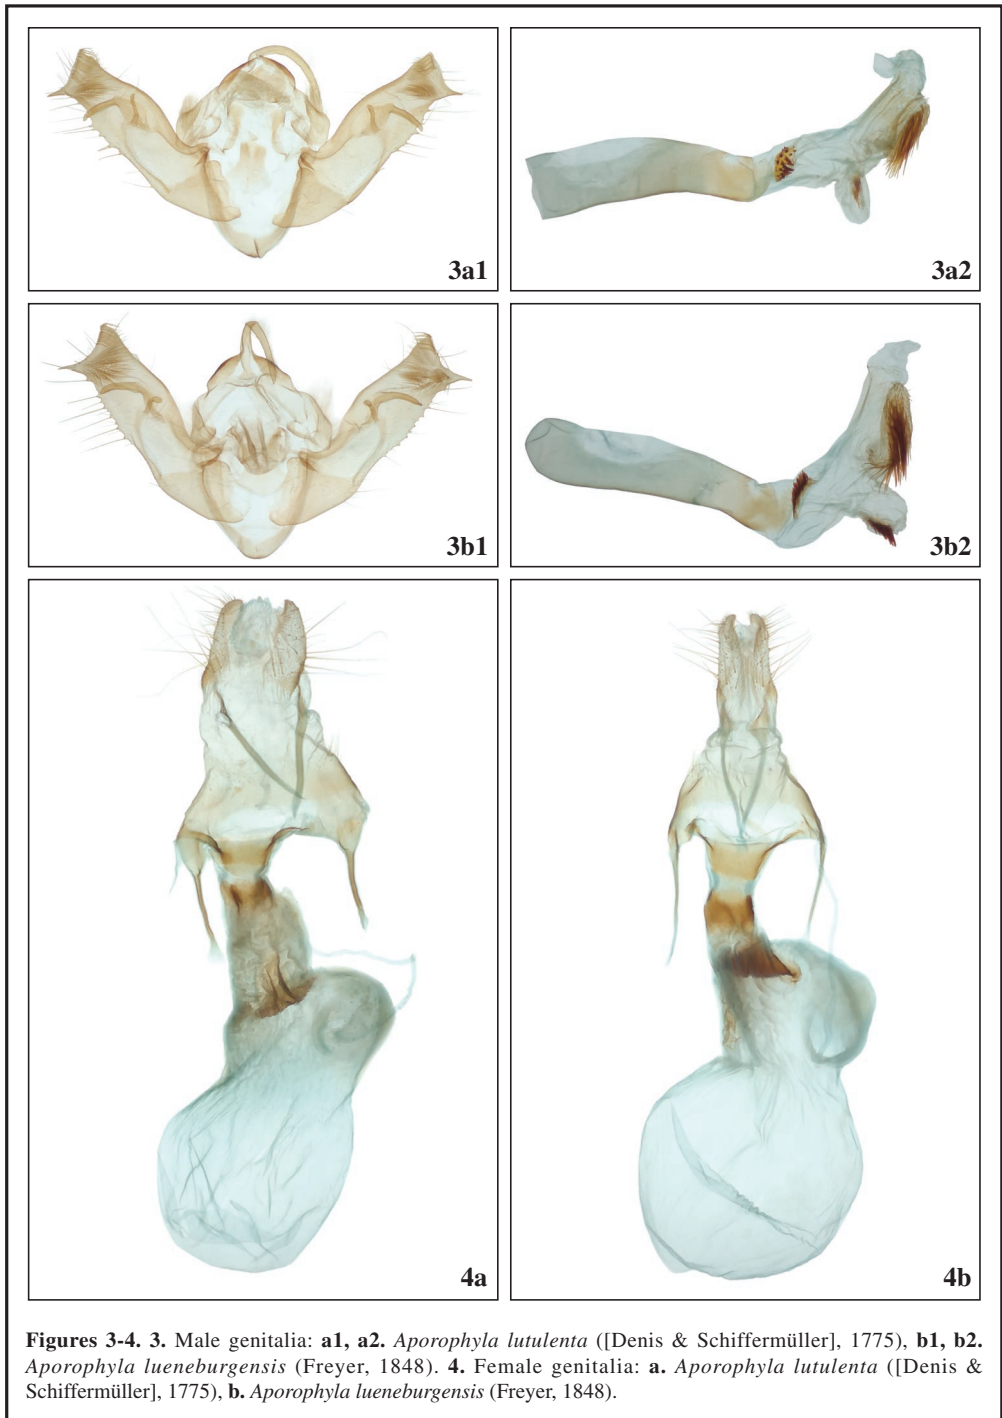 3a1
3a2
3b1
3b2
4a
4b
Figures 3-4. 3. Male genitalia: a1, a2. Aporophyla lutulenta ([Denis & Schiffermüller], 1775), b1, b2.
Aporophyla lueneburgensis (Freyer, 1848). 4. Female genitalia: a. Aporophyla lutulenta ([Denis &
Schiffermüller], 1775), b. Aporophyla lueneburgensis (Freyer, 1848).